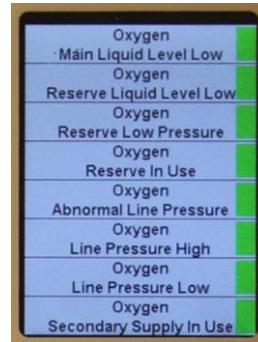 Oxygen
Main Liquid Level Low
Oxygen
Reserve Liquid Level Low
Oxygen
Reserve Low Pressure
Oxygen
Reserve In Use
Oxygen
Abnormal Line Pressure
Oxygen
Line Pressure High
Oxygen
Line Pressure Low
Oxygen
Secondary Supply In Use